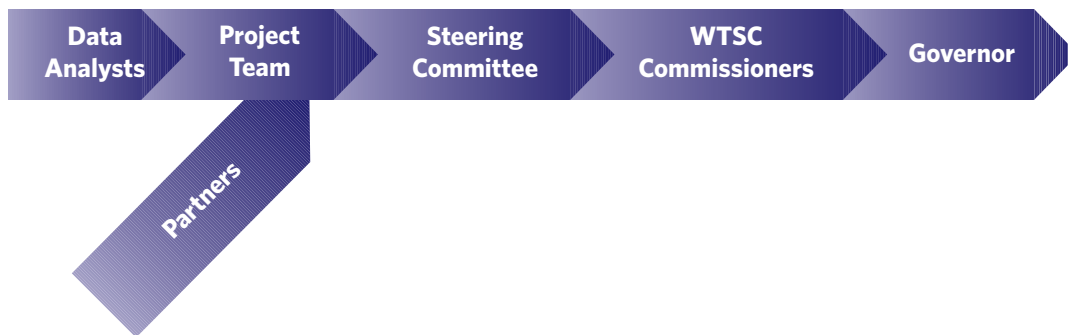 Data
Analysts
Project
Team
Steering
Committee
WTSC
Commissioners
Governor
Partners